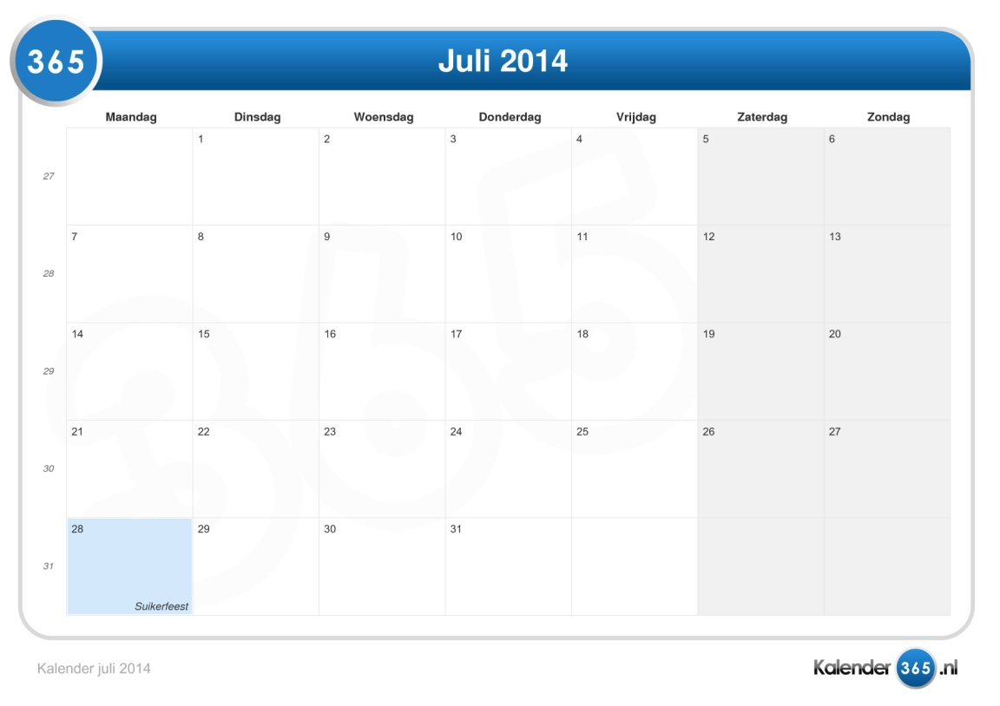 365
Juli 2014
Maandag Dinsdag Woensdag Donderdag Vrijdag Zaterdag Zondag
27 1 2 3 4 5 6
28 7 8 9 10 11 12 13
29 14 15 16 17 18 19 20
30 21 22 23 24 25 26 27
31 28 29 30 31
Suikerfeest
Kalender juli 2014
Kalender 365 .nl